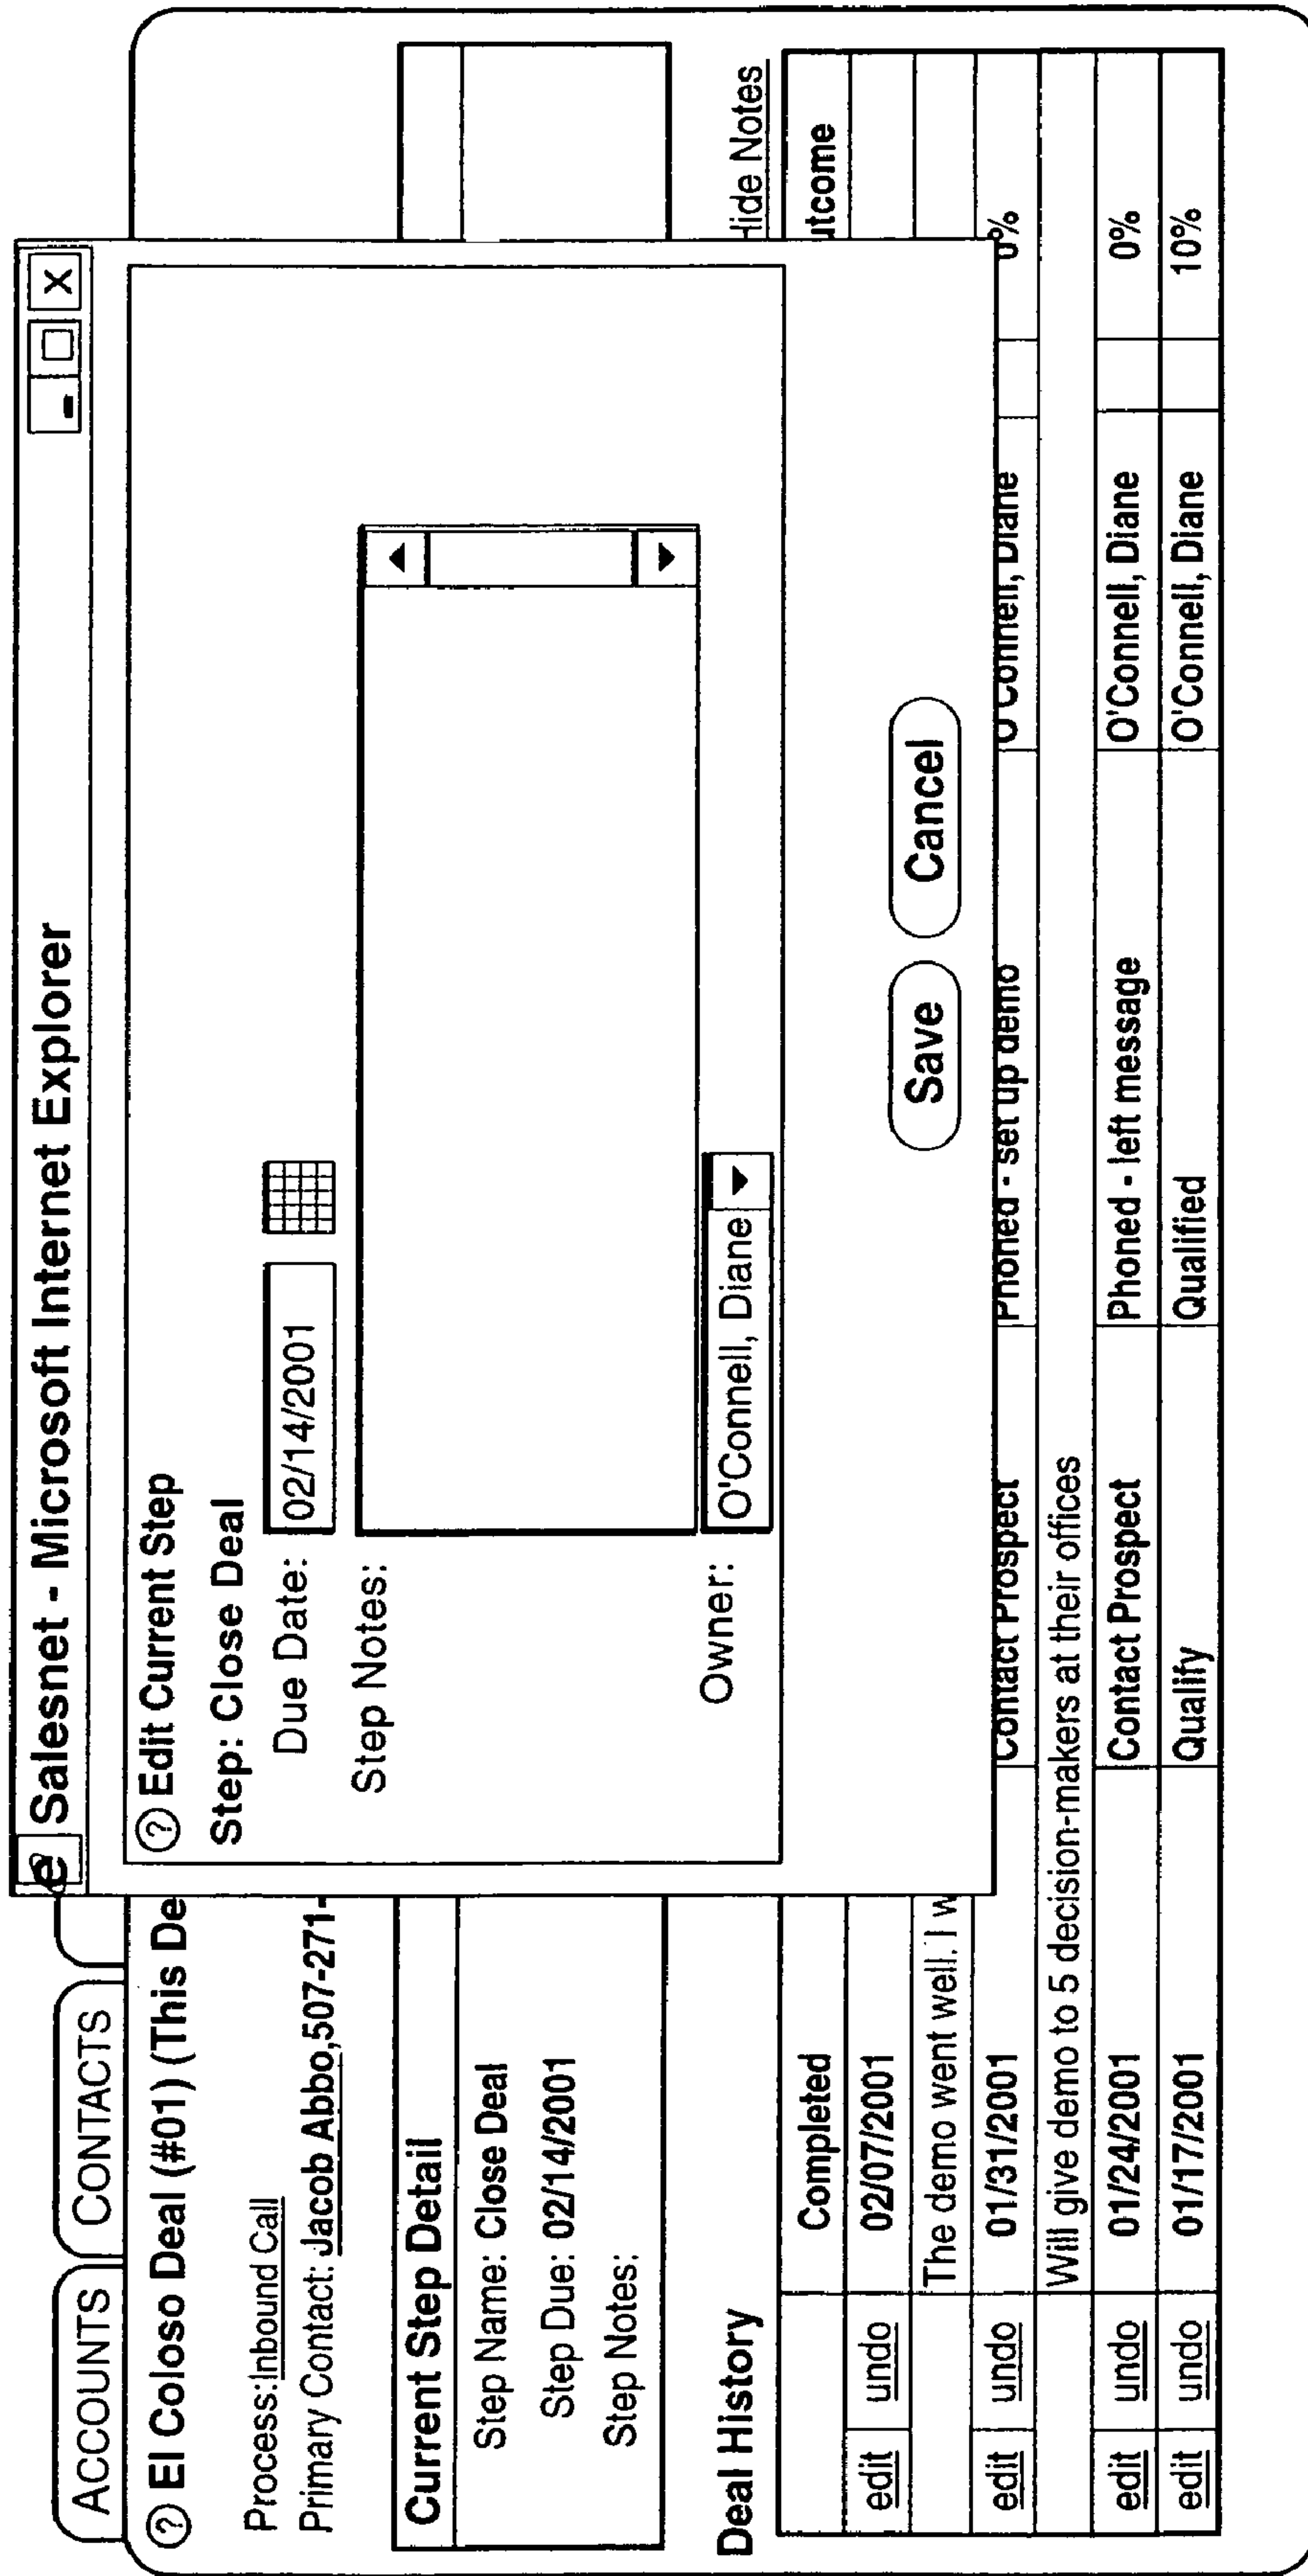 ACCOUNTS CONTACTS
e Salesnet - Microsoft Internet Explorer
? El Coloso Deal (#01) (This De
Process:Inbound Call
Primary Contact: Jacob Abbo,507-271-
Current Step Detail
Step Name: Close Deal
Step Due: 02/14/2001
Step Notes:
? Edit Current Step
Step: Close Deal
Due Date: 02/14/2001
Step Notes:
Owner: O'Connell, Diane
Save Cancel
Deal History
Hide Notes
Completed utcome
edit undo 02/07/2001
The demo went well. I w
edit undo 01/31/2001 Contact Prospect Phoned - set up demo O'Connell, Diane 0%
Will give demo to 5 decision-makers at their offices
edit undo 01/24/2001 Contact Prospect Phoned - left message O'Connell, Diane 0%
edit undo 01/17/2001 Qualify Qualified O'Connell, Diane 10%